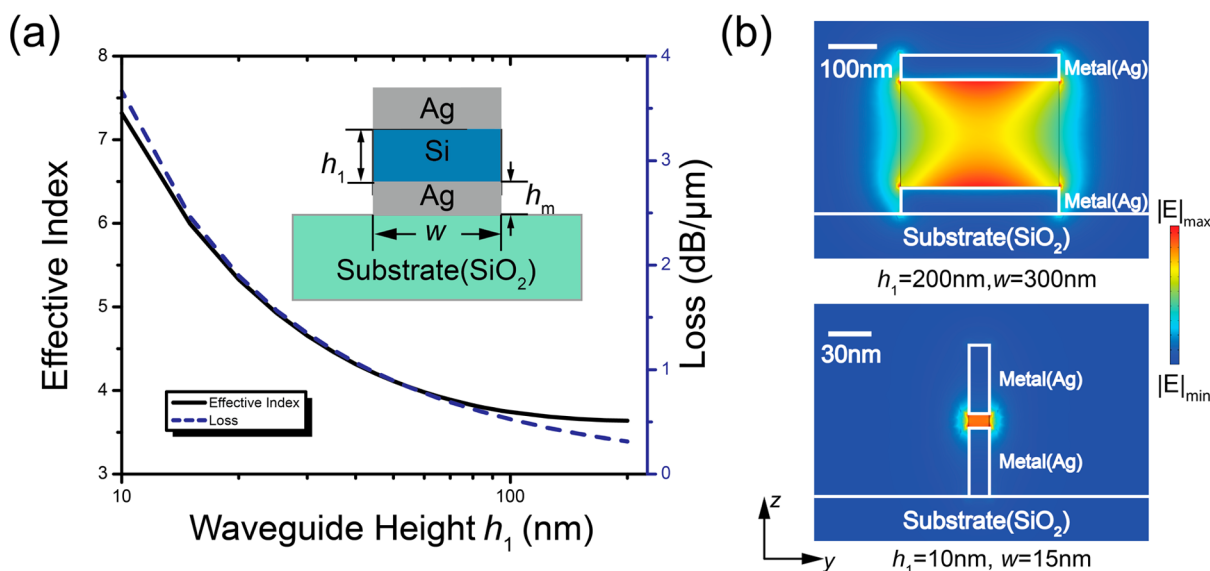 (a)
8
7
6
5
4
3
Effective Index
10
100
Waveguide Height h₁ (nm)
4
3
2
1
0
Loss (dB/μm)
Ag
Si
Ag
h₁
hₘ
w
Substrate(SiO₂)
Effective Index
Loss
(b)
100nm
Metal(Ag)
Metal(Ag)
Substrate(SiO₂)
h₁=200nm,w=300nm
|E|max
|E|min
30nm
Metal(Ag)
Metal(Ag)
Substrate(SiO₂)
h₁=10nm, w=15nm
z
y